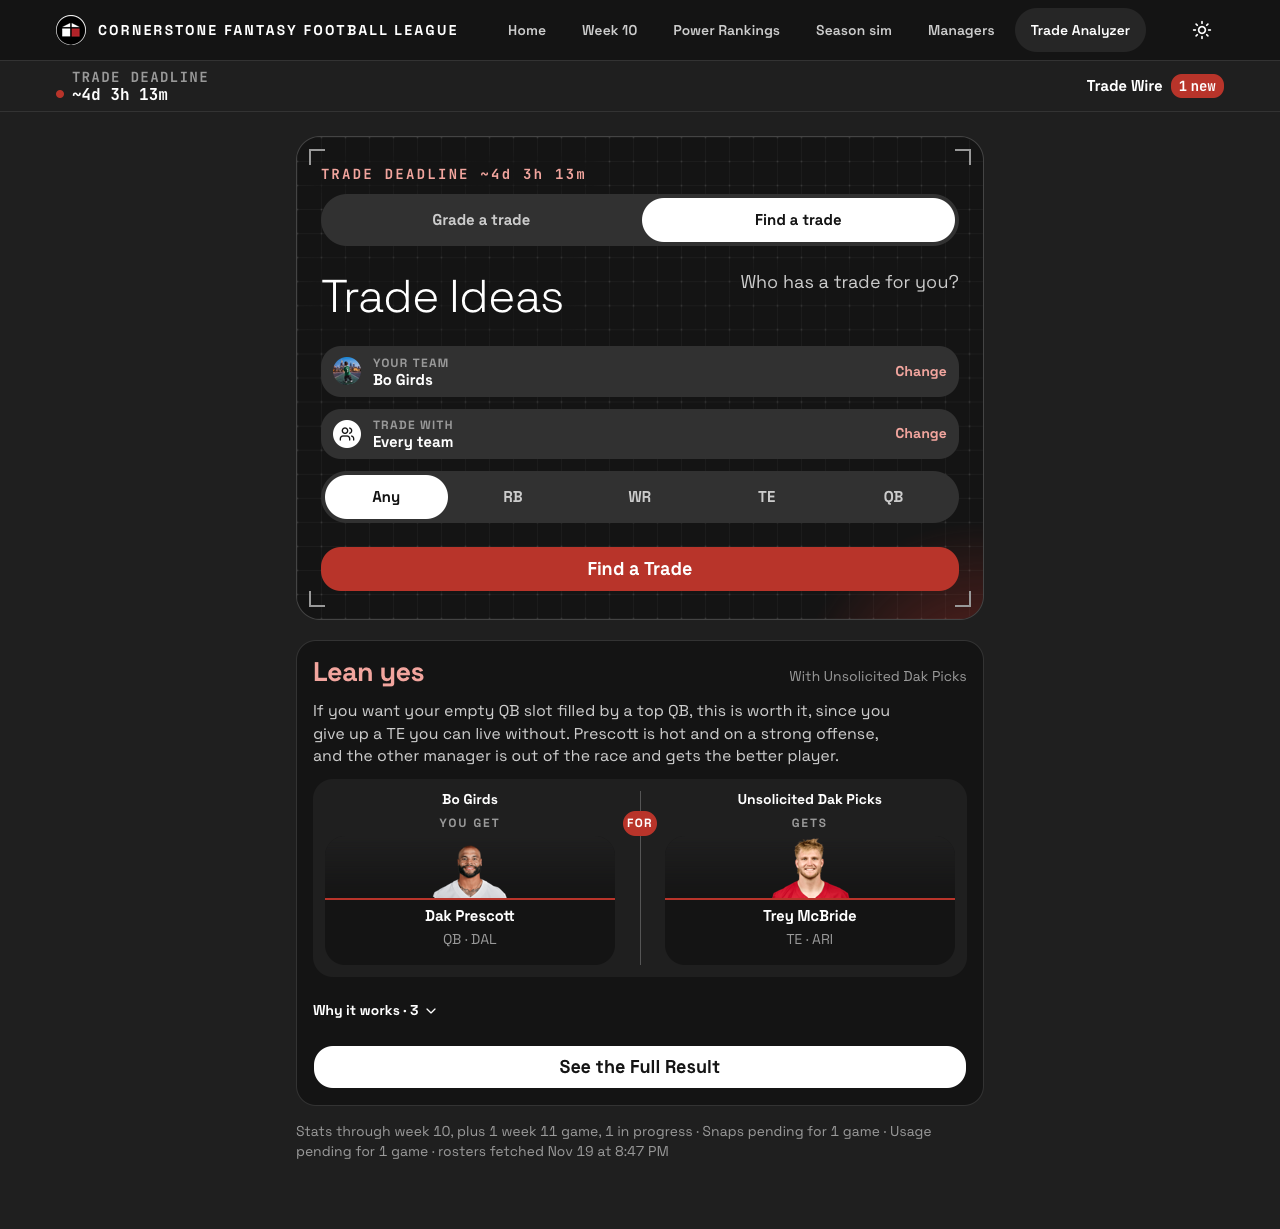 CORNERSTONE FANTASY FOOTBALL LEAGUE
Home
Week 10
Power Rankings
Season sim
Managers
Trade Analyzer
TRADE DEADLINE
~4d 3h 13m
Trade Wire
1 new
TRADE DEADLINE ~4d 3h 13m
Grade a trade
Find a trade
Trade Ideas
Who has a trade for you?
YOUR TEAM
Bo Girds
Change
TRADE WITH
Every team
Change
Any
RB
WR
TE
QB
Find a Trade
Lean yes
With Unsolicited Dak Picks
If you want your empty QB slot filled by a top QB, this is worth it, since you
give up a TE you can live without. Prescott is hot and on a strong offense,
and the other manager is out of the race and gets the better player.
Bo Girds
YOU GET
Dak Prescott
QB · DAL
FOR
Unsolicited Dak Picks
GETS
Trey McBride
TE · ARI
Why it works · 3
See the Full Result
Stats through week 10, plus 1 week 11 game, 1 in progress · Snaps pending for 1 game · Usage
pending for 1 game · rosters fetched Nov 19 at 8:47 PM